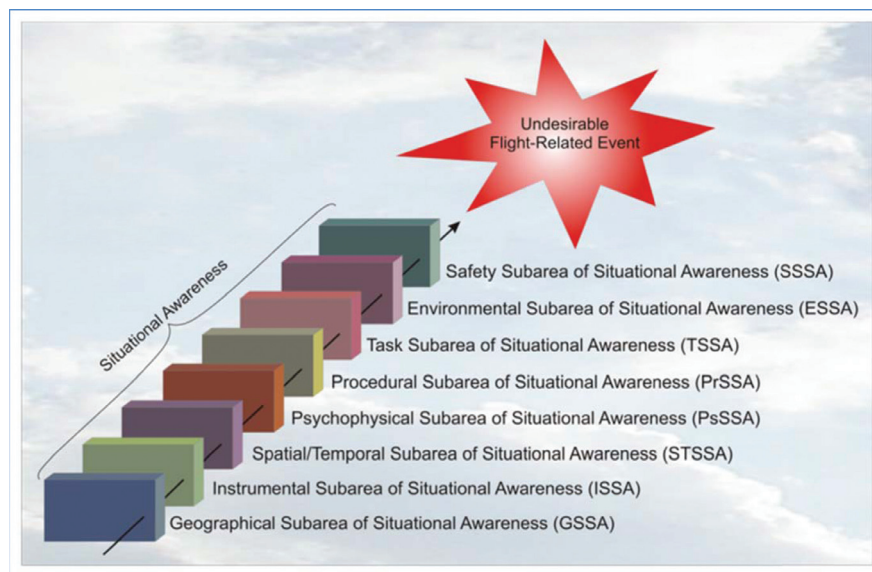 Undesirable
Flight-Related Event
Situational Awareness
Safety Subarea of Situational Awareness (SSSA)
Environmental Subarea of Situational Awareness (ESSA)
Task Subarea of Situational Awareness (TSSA)
Procedural Subarea of Situational Awareness (PrSSA)
Psychophysical Subarea of Situational Awareness (PsSSA)
Spatial/Temporal Subarea of Situational Awareness (STSSA)
Instrumental Subarea of Situational Awareness (ISSA)
Geographical Subarea of Situational Awareness (GSSA)